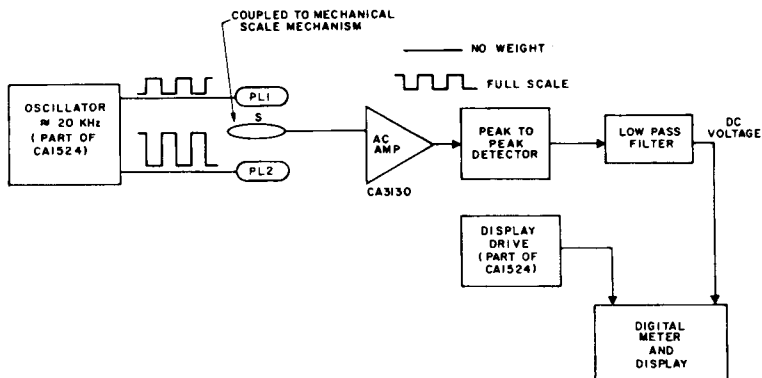 COUPLED TO MECHANICAL
SCALE MECHANISM
NO WEIGHT
FULL SCALE
OSCILLATOR
≈ 20 KHz
(PART OF
CA1524)
PL1
S
PL2
AC
AMP
CA3130
PEAK TO
PEAK
DETECTOR
LOW PASS
FILTER
DC
VOLTAGE
DISPLAY
DRIVE
(PART OF
CA1524)
DIGITAL
METER
AND
DISPLAY